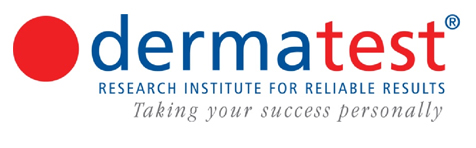 dermatest®
RESEARCH INSTITUTE FOR RELIABLE RESULTS
Taking your success personally